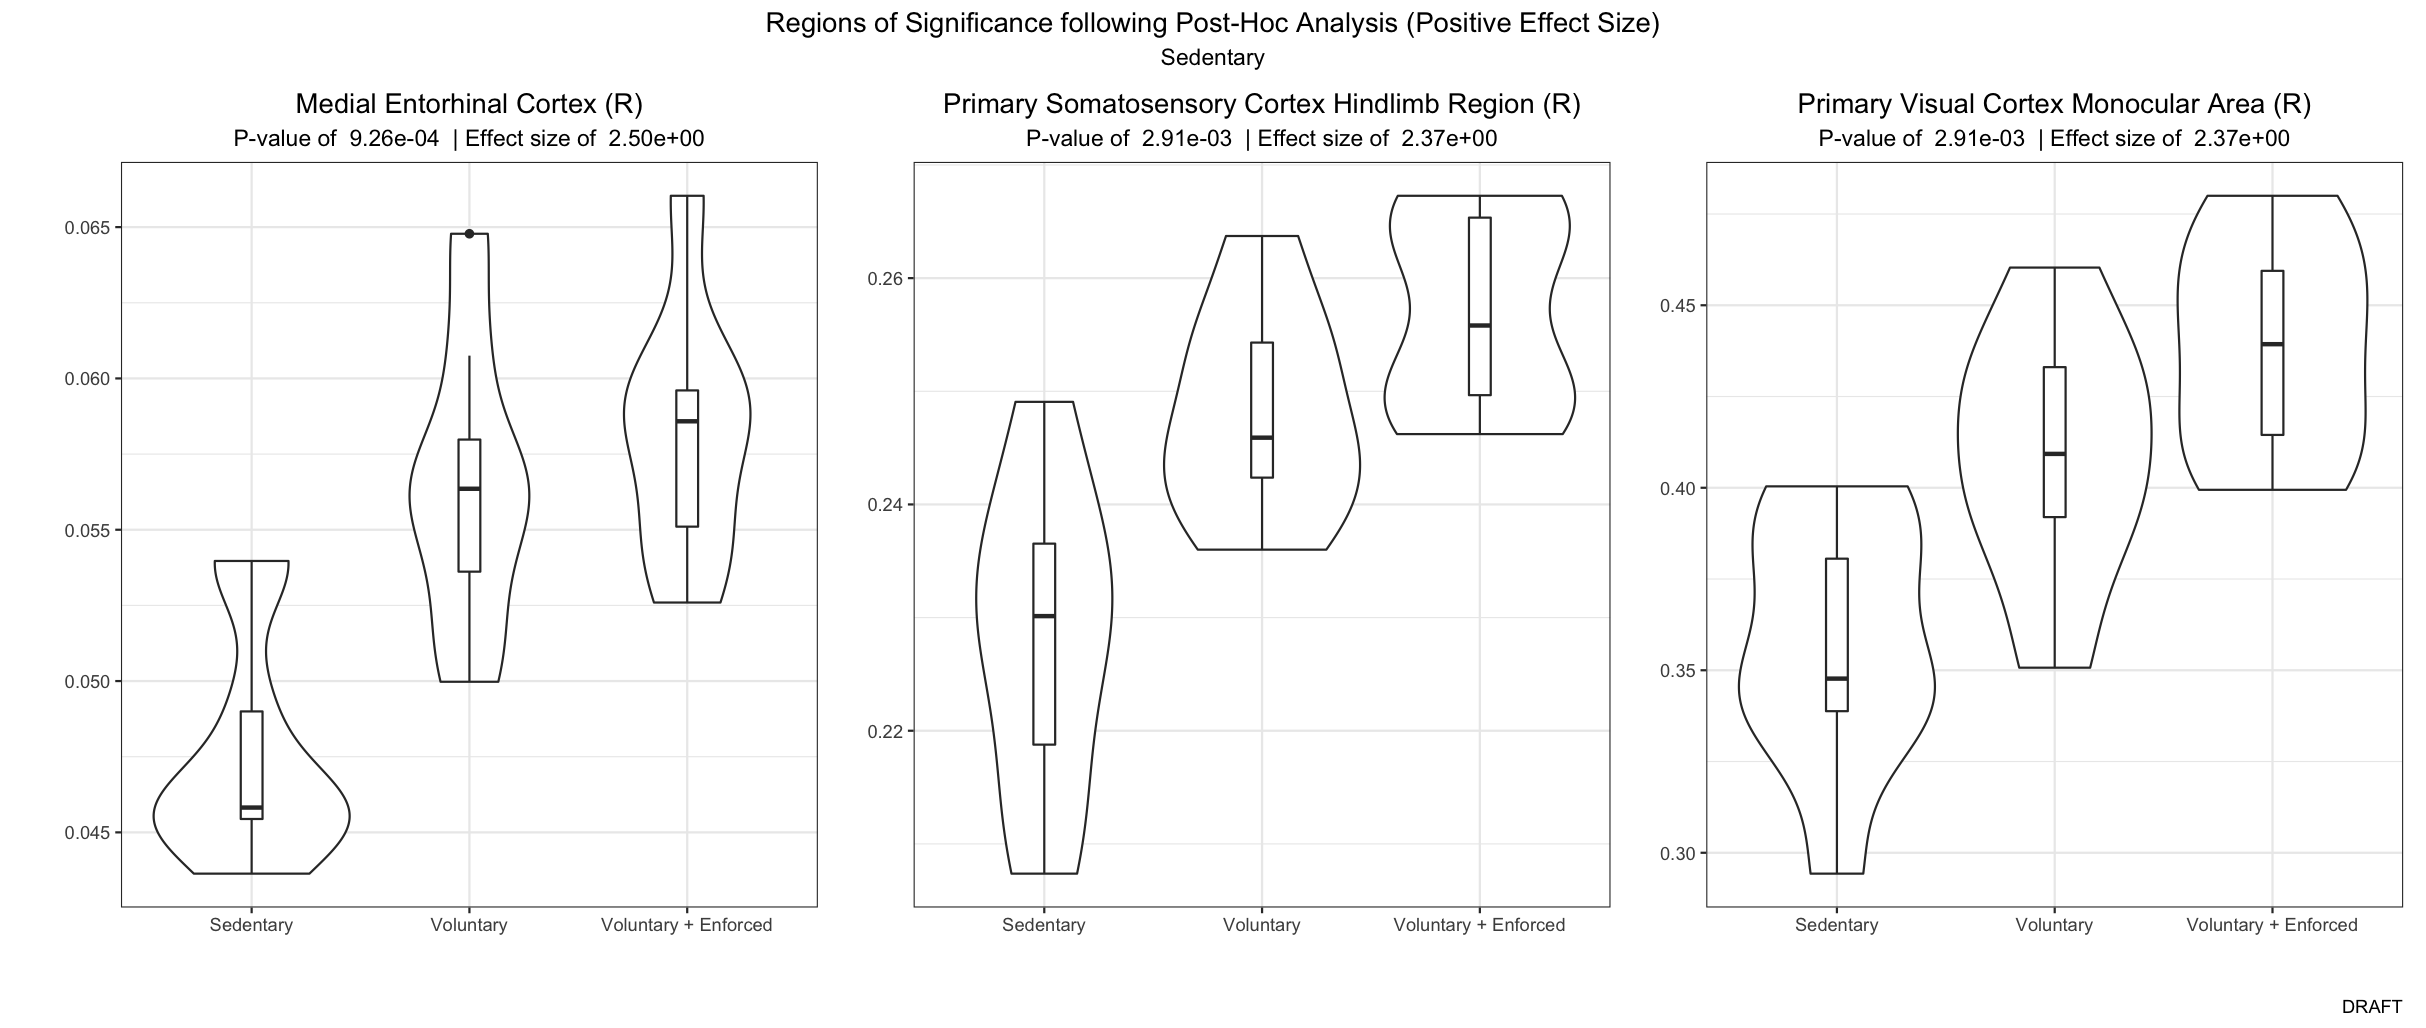 Regions of Significance following Post-Hoc Analysis (Positive Effect Size)
Sedentary
Medial Entorhinal Cortex (R)
P-value of 9.26e-04 | Effect size of 2.50e+00
0.065
0.060
0.055
0.050
0.045
Sedentary Voluntary Voluntary + Enforced
Primary Somatosensory Cortex Hindlimb Region (R)
P-value of 2.91e-03 | Effect size of 2.37e+00
0.26
0.24
0.22
Sedentary Voluntary Voluntary + Enforced
Primary Visual Cortex Monocular Area (R)
P-value of 2.91e-03 | Effect size of 2.37e+00
0.45
0.40
0.35
0.30
Sedentary Voluntary Voluntary + Enforced
DRAFT